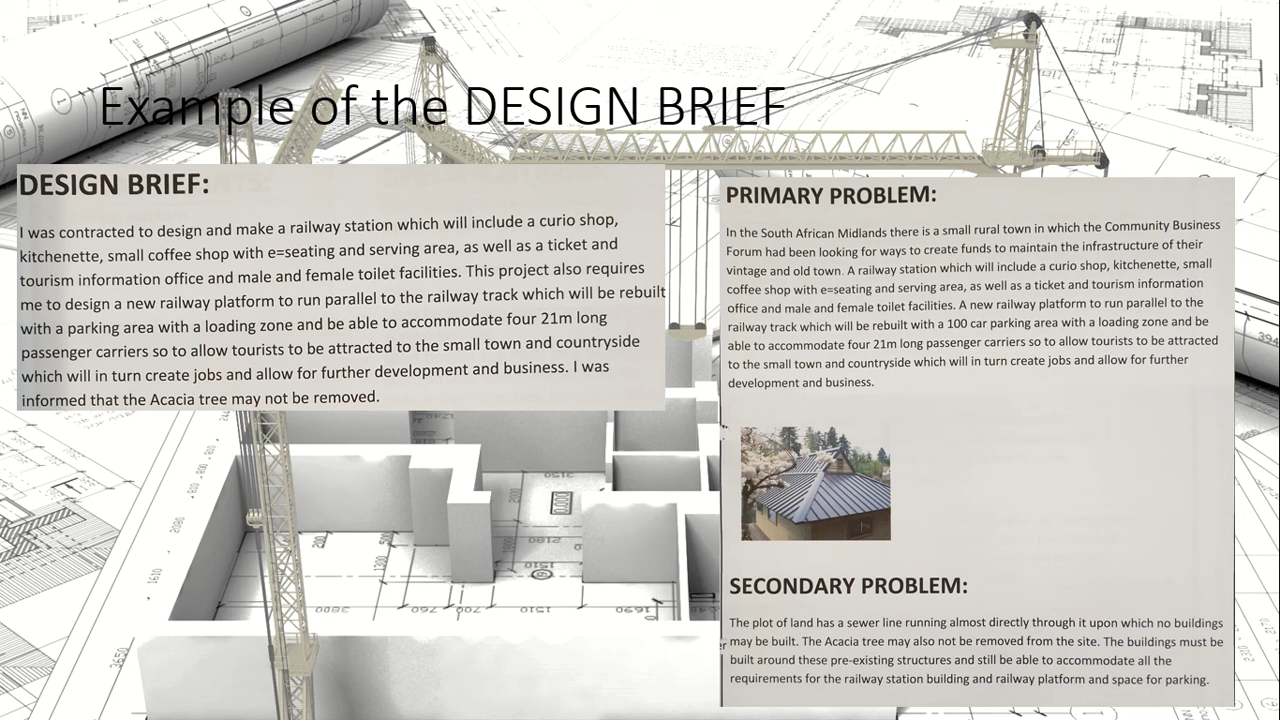 Example of the DESIGN BRIEF
DESIGN BRIEF:
I was contracted to design and make a railway station which will include a curio shop,
kitchenette, small coffee shop with e=seating and serving area, as well as a ticket and
tourism information office and male and female toilet facilities. This project also requires
me to design a new railway platform to run parallel to the railway track which will be rebuilt
with a parking area with a loading zone and be able to accommodate four 21m long
passenger carriers so to allow tourists to be attracted to the small town and countryside
which will in turn create jobs and allow for further development and business. I was
informed that the Acacia tree may not be removed.
PRIMARY PROBLEM:
In the South African Midlands there is a small rural town in which the Community Business
Forum had been looking for ways to create funds to maintain the infrastructure of their
vintage and old town. A railway station which will include a curio shop, kitchenette, small
coffee shop with e=seating and serving area, as well as a ticket and tourism information
office and male and female toilet facilities. A new railway platform to run parallel to the
railway track which will be rebuilt with a 100 car parking area with a loading zone and be
able to accommodate four 21m long passenger carriers so to allow tourists to be attracted
to the small town and countryside which will in turn create jobs and allow for further
development and business.
SECONDARY PROBLEM:
The plot of land has a sewer line running almost directly through it upon which no buildings
may be built. The Acacia tree may also not be removed from the site. The buildings must be
built around these pre-existing structures and still be able to accommodate all the
requirements for the railway station building and railway platform and space for parking.